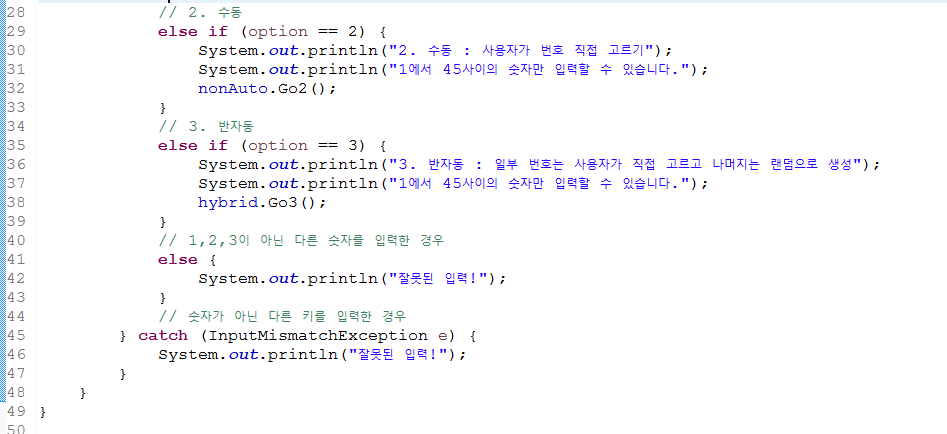 28 // 2. 수동
29 else if (option == 2) {
30 System.out.println("2. 수동 : 사용자가 번호 직접 고르기");
31 System.out.println("1에서 45사이의 숫자만 입력할 수 있습니다.");
32 nonAuto.Go2();
33 }
34 // 3. 반자동
35 else if (option == 3) {
36 System.out.println("3. 반자동 : 일부 번호는 사용자가 직접 고르고 나머지는 랜덤으로 생성");
37 System.out.println("1에서 45사이의 숫자만 입력할 수 있습니다.");
38 hybrid.Go3();
39 }
40 // 1,2,3이 아닌 다른 숫자를 입력한 경우
41 else {
42 System.out.println("잘못된 입력!");
43 }
44 // 숫자가 아닌 다른 키를 입력한 경우
45 } catch (InputMismatchException e) {
46 System.out.println("잘못된 입력!");
47 }
48 }
49 }
50